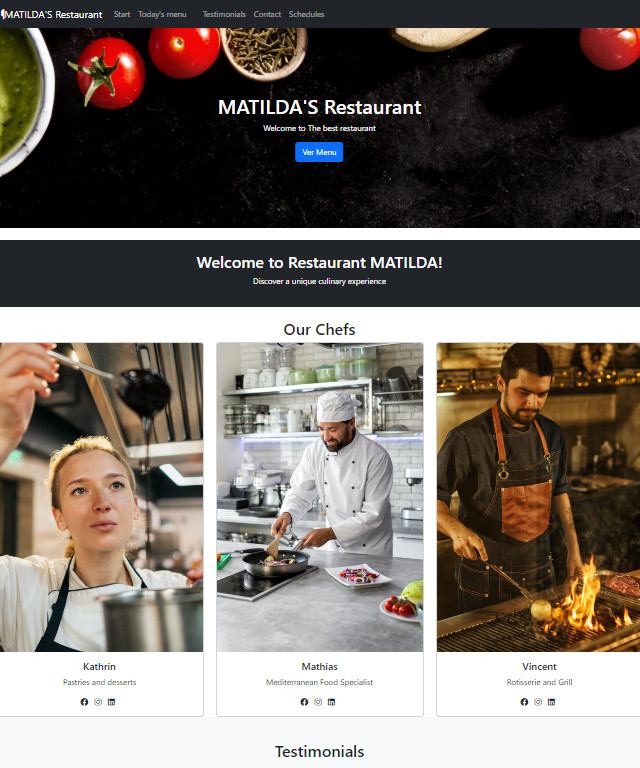 MATILDA'S Restaurant Start Today's menu Testimonials Contact Schedules
MATILDA'S Restaurant
Welcome to The best restaurant
Ver Menu
Welcome to Restaurant MATILDA!
Discover a unique culinary experience
Our Chefs
Kathrin
Pastries and desserts
Mathias
Mediterranean Food Specialist
Vincent
Rotisserie and Grill
Testimonials